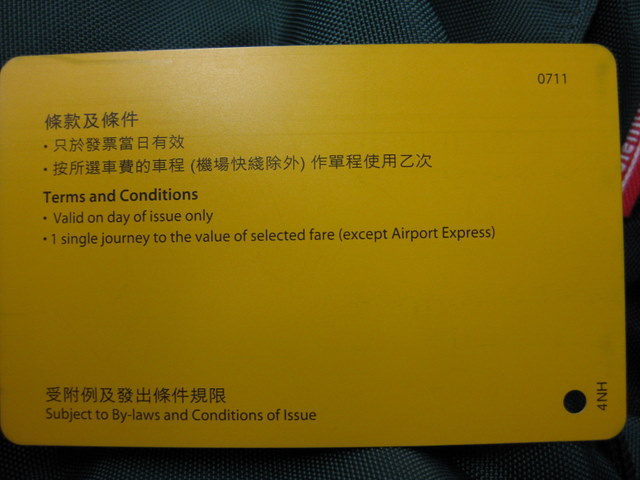 0711
條款及條件
• 只於發票當日有效
• 按所選車費的車程 (機場快綫除外) 作單程使用乙次
Terms and Conditions
• Valid on day of issue only
• 1 single journey to the value of selected fare (except Airport Express)
受附例及發出條件規限
Subject to By-laws and Conditions of Issue
4NH